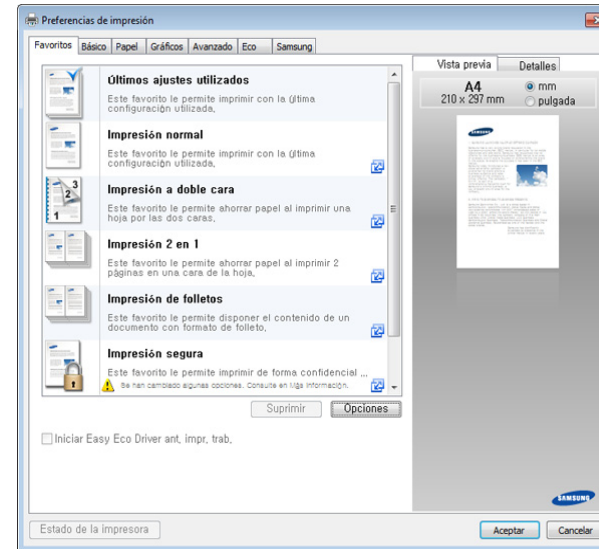 Preferencias de impresión
Favoritos Básico Papel Gráficos Avanzado Eco Samsung
Últimos ajustes utilizados
Este favorito le permite imprimir con la última
configuración utilizada.
Impresión normal
Este favorito le permite imprimir con la última
configuración utilizada.
Impresión a doble cara
Este favorito le permite ahorrar papel al imprimir una
hoja por las dos caras.
Impresión 2 en 1
Este favorito le permite ahorrar papel al imprimir 2
páginas en una cara de la hoja.
Impresión de folletos
Este favorito le permite disponer el contenido de un
documento con formato de folleto.
Impresión segura
Este favorito le permite imprimir de forma confidencial ...
Se han cambiado algunas opciones. Consulte en Más información.
Suprimir Opciones
Iniciar Easy Eco Driver ant. impr. trab.
Estado de la impresora
Vista previa Detalles
A4
210 x 297 mm
mm
pulgada
SAMSUNG
SAMSUNG
Aceptar Cancelar